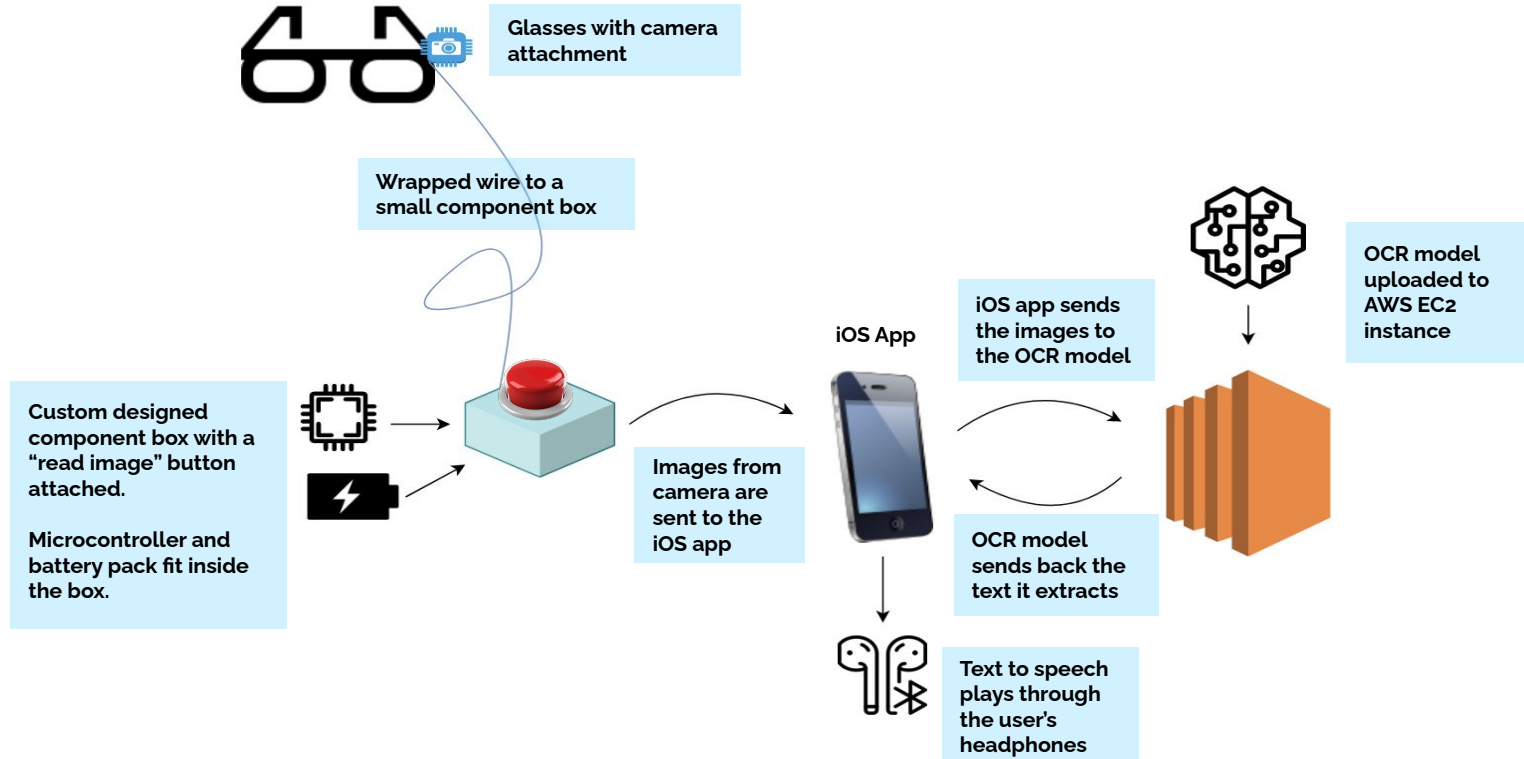 Glasses with camera
attachment
Wrapped wire to a
small component box
OCR model
uploaded to
AWS EC2
instance
iOS app sends
the images to
the OCR model
iOS App
Custom designed
component box with a
“read image” button
attached.
Microcontroller and
battery pack fit inside
the box.
Images from
camera are
sent to the
iOS app
OCR model
sends back the
text it extracts
Text to speech
plays through
the user’s
headphones